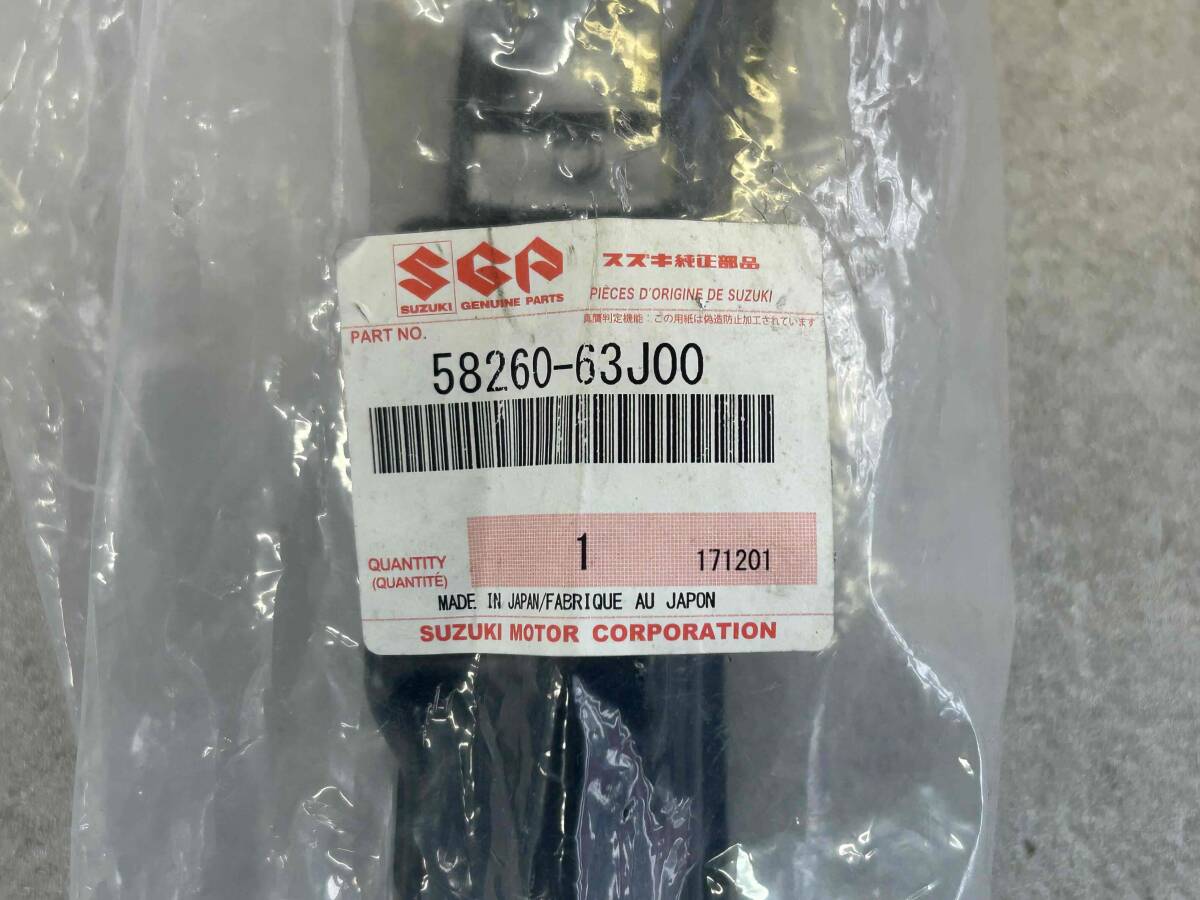 SGP スズキ純正部品
SUZUKI GENUINE PARTS PIÈCES D'ORIGINE DE SUZUKI
真贋判定機能：この用紙は偽造防止加工されています
PART NO.
58260-63J00
QUANTITY 1 171201
(QUANTITÉ)
MADE IN JAPAN/FABRIQUE AU JAPON
SUZUKI MOTOR CORPORATION